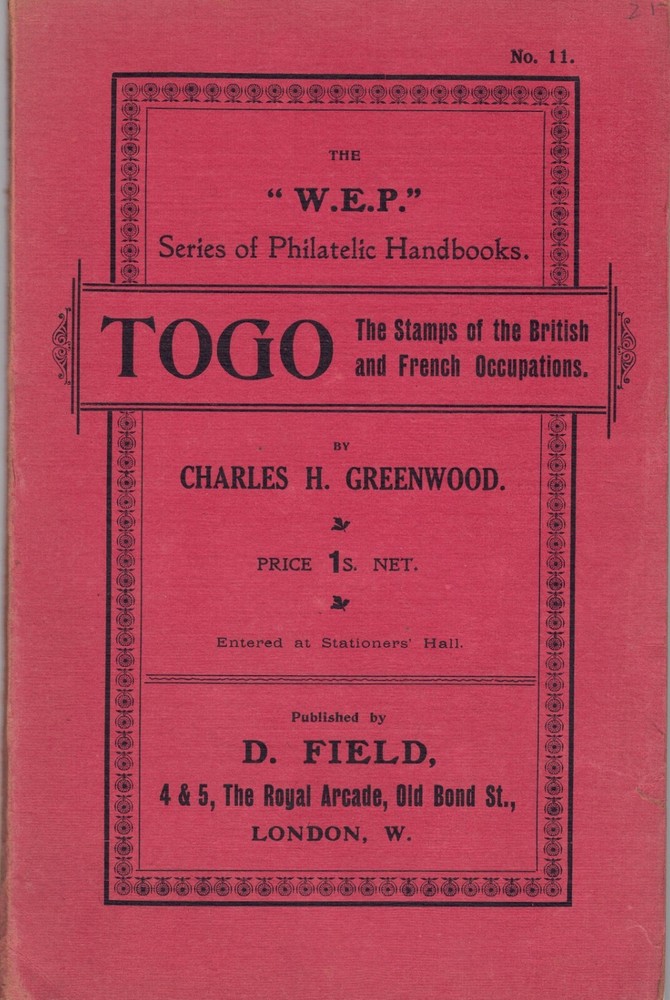 No. 11.
THE
"W.E.P."
Series of Philatelic Handbooks.
TOGO
The Stamps of the British
and French Occupations.
BY
CHARLES H. GREENWOOD.
PRICE 1S. NET.
Entered at Stationers' Hall.
Published by
D. FIELD,
4 & 5, The Royal Arcade, Old Bond St.,
LONDON, W.